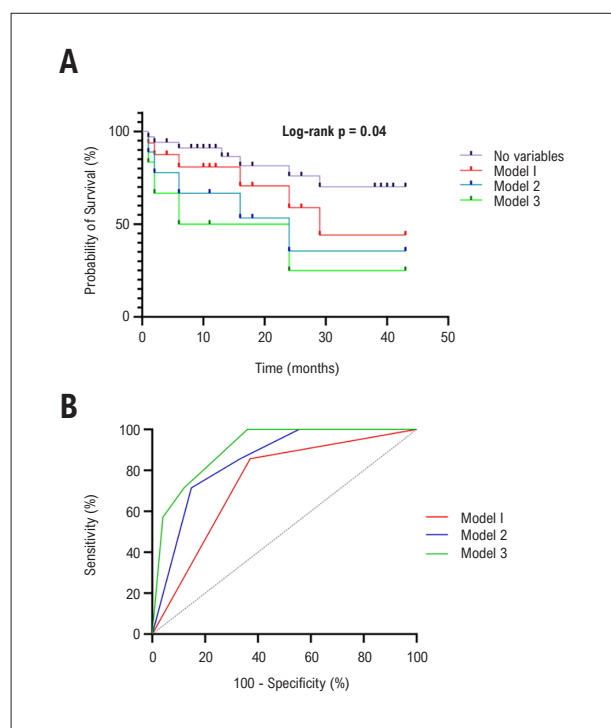 A
Log-rank p = 0.04
No variables
Model I
Model 2
Model 3
Probability of Survival (%)
100
50
0
0 10 20 30 40 50
Time (months)
B
Sensitivity (%)
100
80
60
40
20
0
Model I
Model 2
Model 3
0 20 40 60 80 100
100 - Specificity (%)